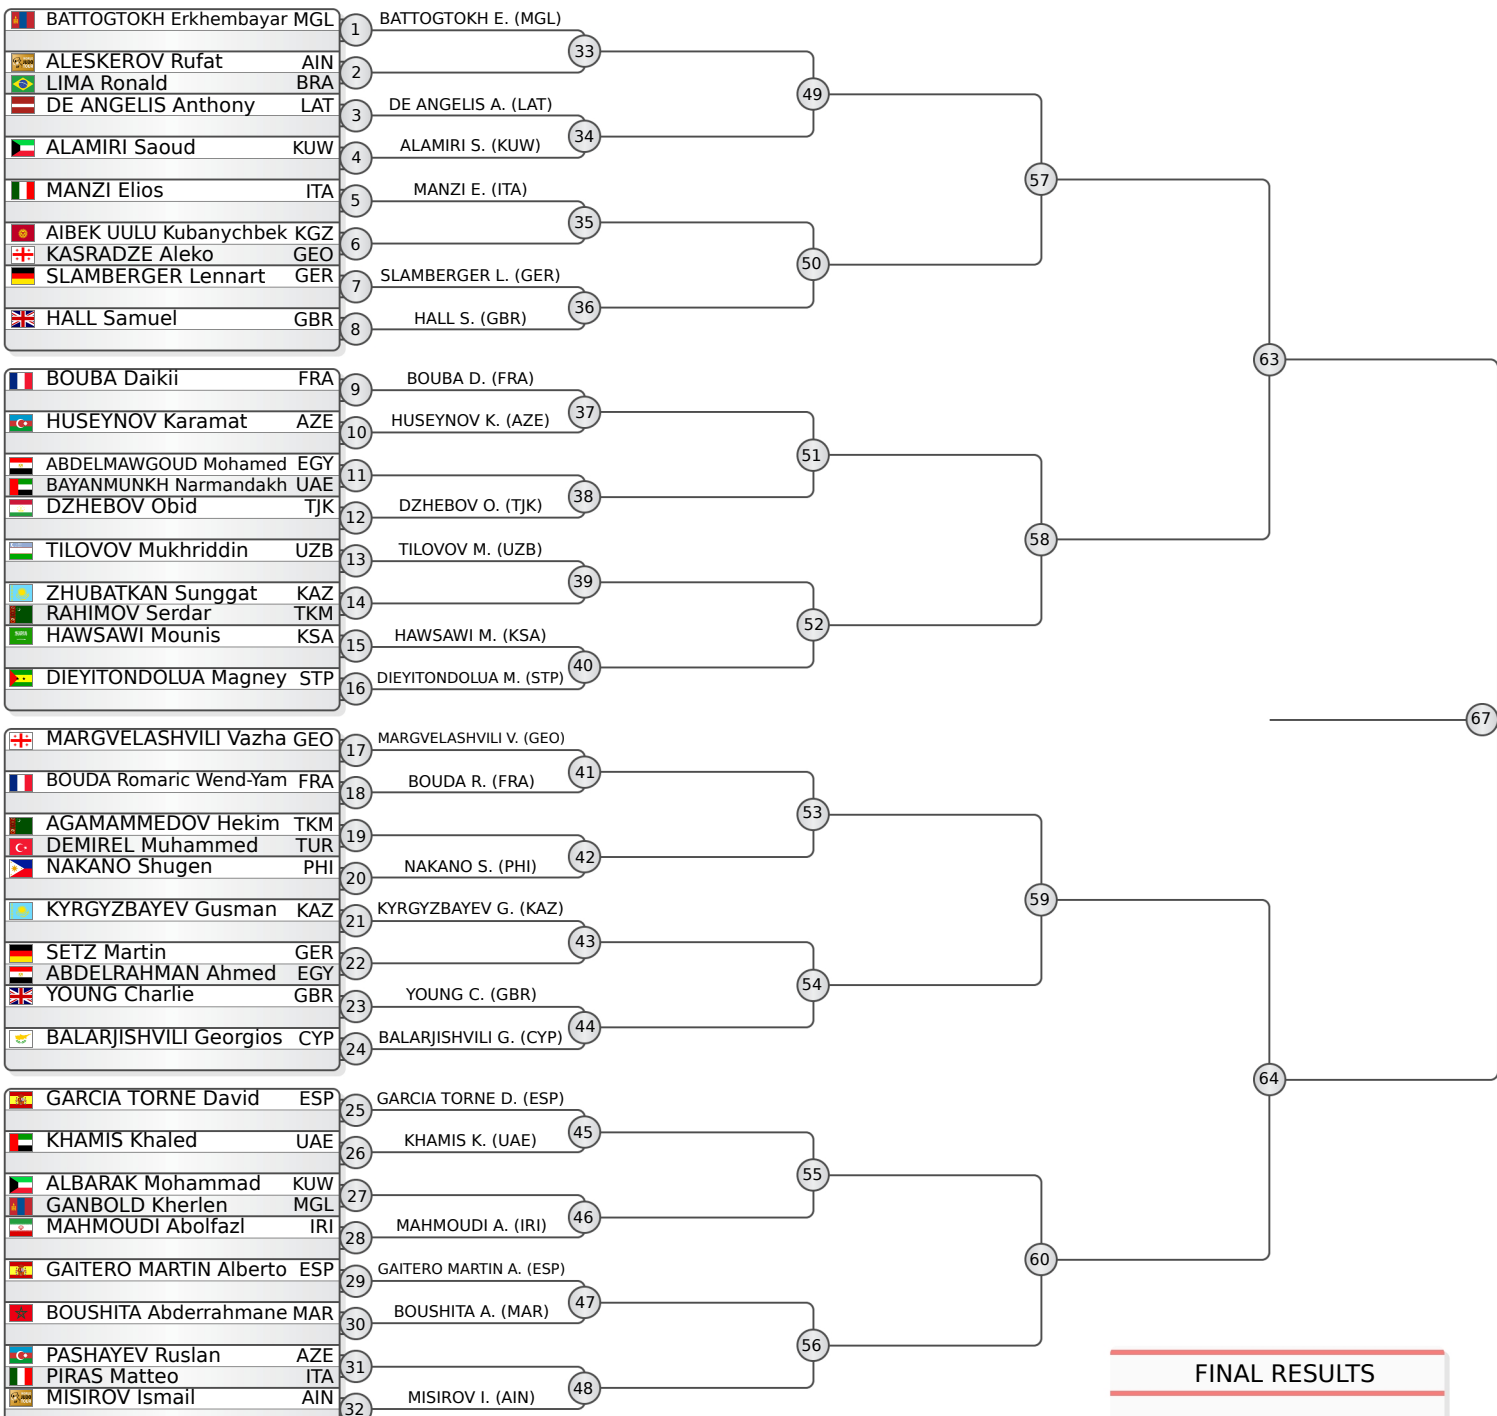 BATTOGTOKH Erkhembayar MGL
1
BATTOGTOKH E. (MGL)
33
ALESKEROV Rufat AIN
2
LIMA Ronald BRA
49
DE ANGELIS Anthony LAT
3
DE ANGELIS A. (LAT)
34
ALAMIRI Saoud KUW
4
ALAMIRI S. (KUW)
57
MANZI Elios ITA
5
MANZI E. (ITA)
35
AIBEK UULU Kubanychbek KGZ
6
KASRADZE Aleko GEO
50
SLAMBERGER Lennart GER
7
SLAMBERGER L. (GER)
36
HALL Samuel GBR
8
HALL S. (GBR)
63
BOUBA Daikii FRA
9
BOUBA D. (FRA)
37
HUSEYNOV Karamat AZE
10
HUSEYNOV K. (AZE)
51
ABDELMAWGOUD Mohamed EGY
11
BAYANMUNKH Narmandakh UAE
38
DZHEBOV Obid TJK
12
DZHEBOV O. (TJK)
58
TILOVOV Mukhriddin UZB
13
TILOVOV M. (UZB)
39
ZHUBATKAN Sunggat KAZ
14
RAHIMOV Serdar TKM
52
HAWSAWI Mounis KSA
15
HAWSAWI M. (KSA)
40
DIEYITONDOLUA Magney STP
16
DIEYITONDOLUA M. (STP)
67
MARGVELASHVILI Vazha GEO
17
MARGVELASHVILI V. (GEO)
41
BOUDA Romaric Wend-Yam FRA
18
BOUDA R. (FRA)
53
AGAMAMMEDOV Hekim TKM
19
DEMIREL Muhammed TUR
42
NAKANO Shugen PHI
20
NAKANO S. (PHI)
59
KYRGYZBAYEV Gusman KAZ
21
KYRGYZBAYEV G. (KAZ)
43
SETZ Martin GER
22
ABDELRAHMAN Ahmed EGY
54
YOUNG Charlie GBR
23
YOUNG C. (GBR)
44
BALARJISHVILI Georgios CYP
24
BALARJISHVILI G. (CYP)
64
GARCIA TORNE David ESP
25
GARCIA TORNE D. (ESP)
45
KHAMIS Khaled UAE
26
KHAMIS K. (UAE)
55
ALBARAK Mohammad KUW
27
GANBOLD Kherlen MGL
46
MAHMOUDI Abolfazl IRI
28
MAHMOUDI A. (IRI)
60
GAITERO MARTIN Alberto ESP
29
GAITERO MARTIN A. (ESP)
47
BOUSHITA Abderrahmane MAR
30
BOUSHITA A. (MAR)
56
PASHAYEV Ruslan AZE
31
PIRAS Matteo ITA
48
MISIROV Ismail AIN
32
MISIROV I. (AIN)
FINAL RESULTS